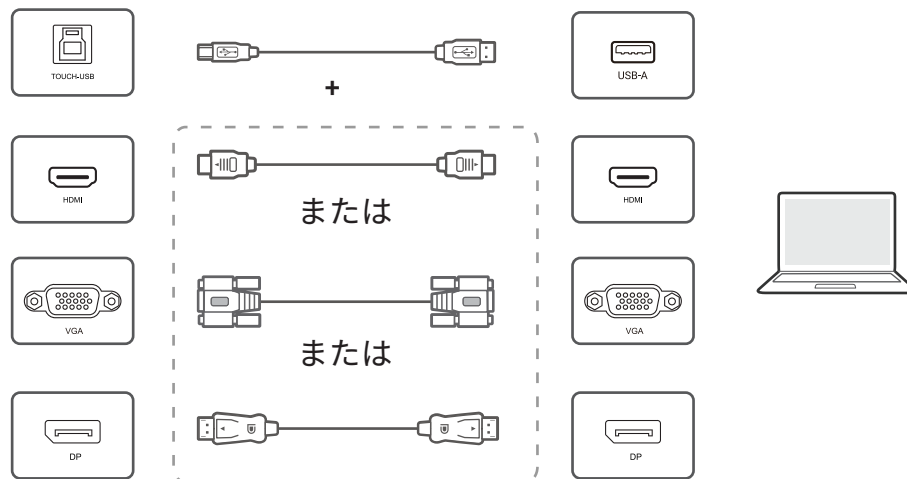 TOUCH-USB
USB-A
+
HDMI
HDMI
または
VGA
VGA
または
DP
DP